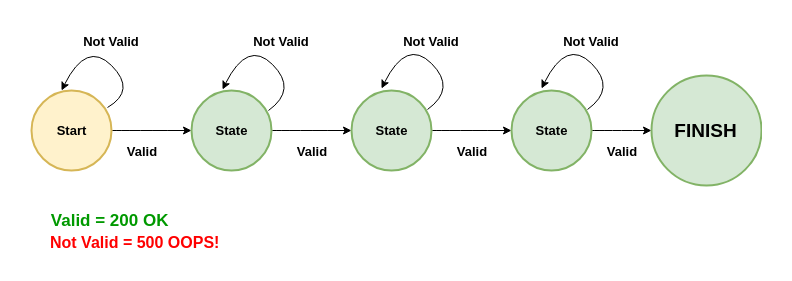 Not Valid
Not Valid
Not Valid
Not Valid
Start
State
State
State
FINISH
Valid
Valid
Valid
Valid
Valid = 200 OK
Not Valid = 500 OOPS!